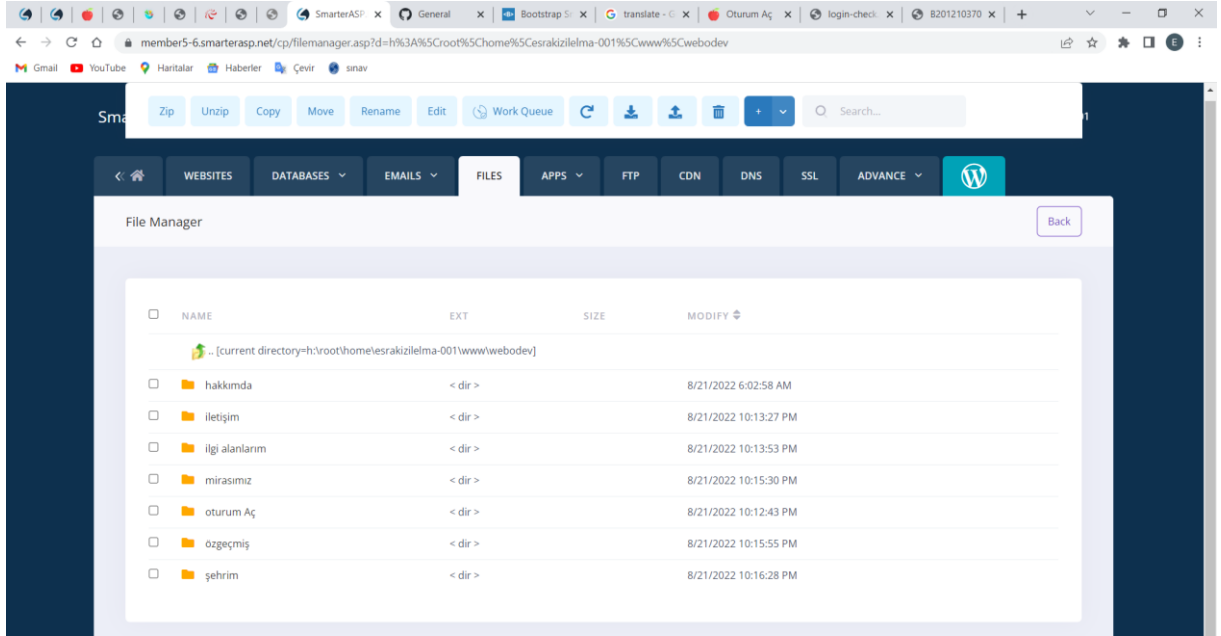 SmarterASP. General Bootstrap Sc translate - G Oturum Aç login-check. B201210370
member5-6.smarterasp.net/cp/filemanager.asp?d=h%3A%5Croot%5Chome%5Cesrakizilelma-001%5Cwww%5Cwebodev E
Gmail YouTube Haritalar Haberler Çevir sınav
Sma Zip Unzip Copy Move Rename Edit Work Queue + Search...
WEBSITES DATABASES EMAILS FILES APPS FTP CDN DNS SSL ADVANCE
File Manager Back
NAME EXT SIZE MODIFY
.. [current directory=h:\root\home\esrakizilelma-001\www\webodev]
hakkımda < dir > 8/21/2022 6:02:58 AM
iletişim < dir > 8/21/2022 10:13:27 PM
ilgi alanlarım < dir > 8/21/2022 10:13:53 PM
mirasımız < dir > 8/21/2022 10:15:30 PM
oturum Aç < dir > 8/21/2022 10:12:43 PM
özgeçmiş < dir > 8/21/2022 10:15:55 PM
şehrim < dir > 8/21/2022 10:16:28 PM